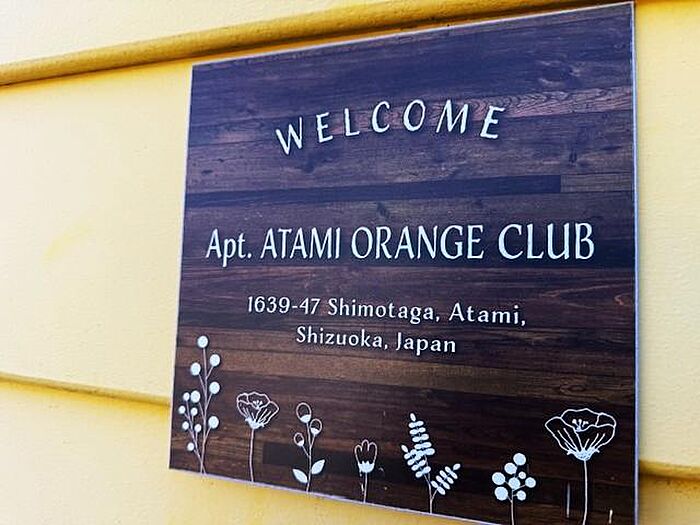 WELCOME
Apt. ATAMI ORANGE CLUB
1639-47 Shimotaga, Atami,
Shizuoka, Japan